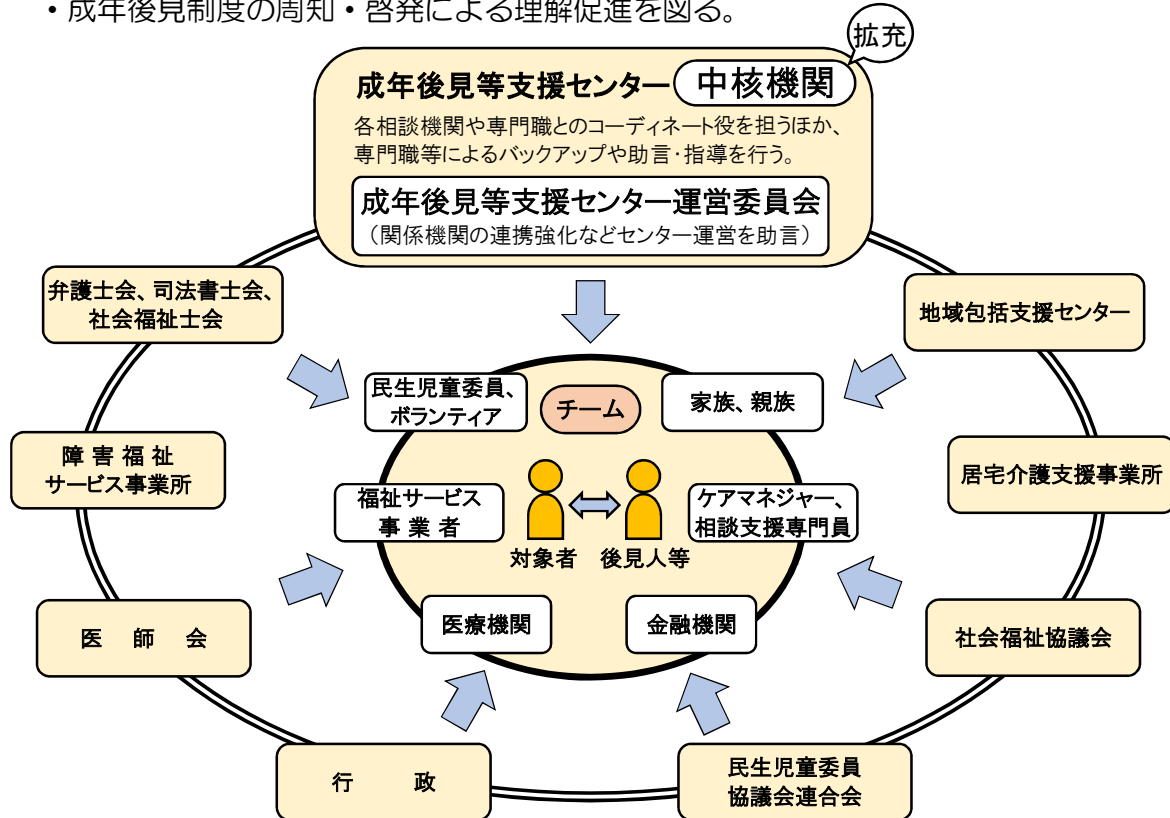 ・成年後見制度の周知・啓発による理解促進を図る。
拡充
成年後見等支援センター 中核機関
各相談機関や専門職とのコーディネート役を担うほか、
専門職等によるバックアップや助言・指導を行う。
成年後見等支援センター運営委員会
（関係機関の連携強化などセンター運営を助言）
弁護士会、司法書士会、
社会福祉士会
地域包括支援センター
民生児童委員、
ボランティア
チーム
家族、親族
障害福祉
サービス事業所
居宅介護支援事業所
福祉サービス
事業者
ケアマネジャー、
相談支援専門員
対象者
後見人等
医師会
医療機関
金融機関
社会福祉協議会
行政
民生児童委員
協議会連合会